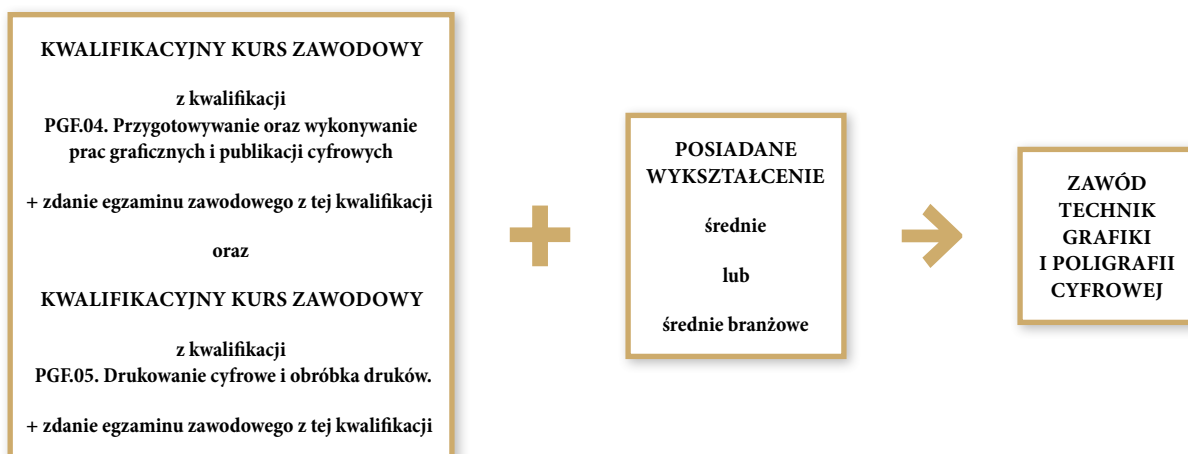 KWALIFIKACYJNY KURS ZAWODOWY
z kwalifikacji
PGF.04. Przygotowywanie oraz wykonywanie
prac graficznych i publikacji cyfrowych
+ zdanie egzaminu zawodowego z tej kwalifikacji
oraz
KWALIFIKACYJNY KURS ZAWODOWY
z kwalifikacji
PGF.05. Drukowanie cyfrowe i obróbka druków.
+ zdanie egzaminu zawodowego z tej kwalifikacji
+
POSIADANE
WYKSZTAŁCENIE
średnie
lub
średnie branżowe
→
ZAWÓD
TECHNIK
GRAFIKI
I POLIGRAFII
CYFROWEJ